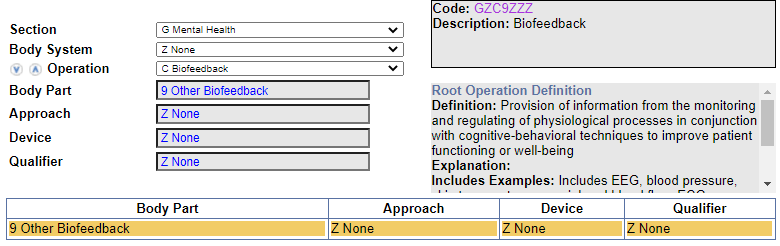 Section G Mental Health
Body System Z None
Operation C Biofeedback
Body Part 9 Other Biofeedback
Approach Z None
Device Z None
Qualifier Z None
Code: GZC9ZZZ
Description: Biofeedback
Root Operation Definition
Definition: Provision of information from the monitoring
and regulating of physiological processes in conjunction
with cognitive-behavioral techniques to improve patient
functioning or well-being
Explanation:
Includes Examples: Includes EEG, blood pressure,
Body Part Approach Device Qualifier
9 Other Biofeedback Z None Z None Z None